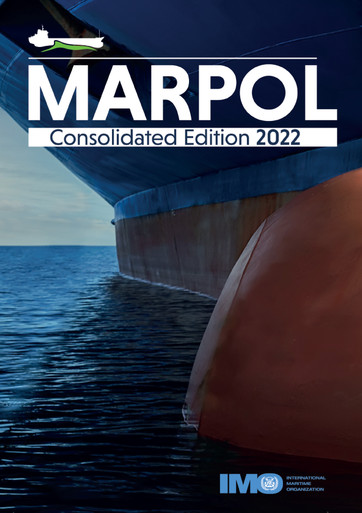 MARPOL
Consolidated Edition 2022
IMO
INTERNATIONAL
MARITIME
ORGANIZATION